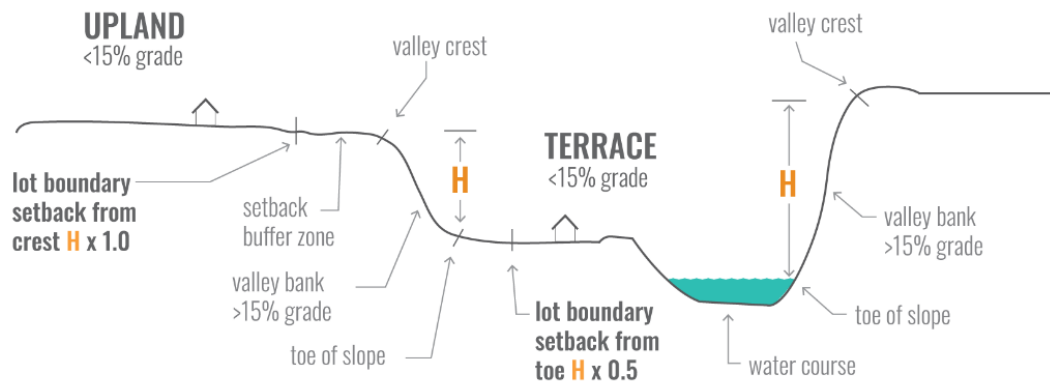 UPLAND
<15% grade
valley crest
valley crest
TERRACE
<15% grade
H
H
lot boundary
setback from
crest H x 1.0
setback
buffer zone
valley bank
>15% grade
valley bank
>15% grade
toe of slope
lot boundary
setback from
toe H x 0.5
toe of slope
water course